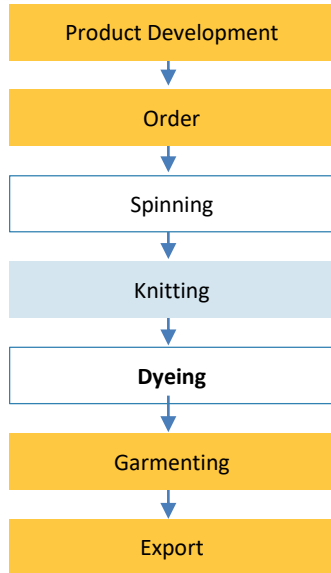 Product Development
Order
Spinning
Knitting
Dyeing
Garmenting
Export